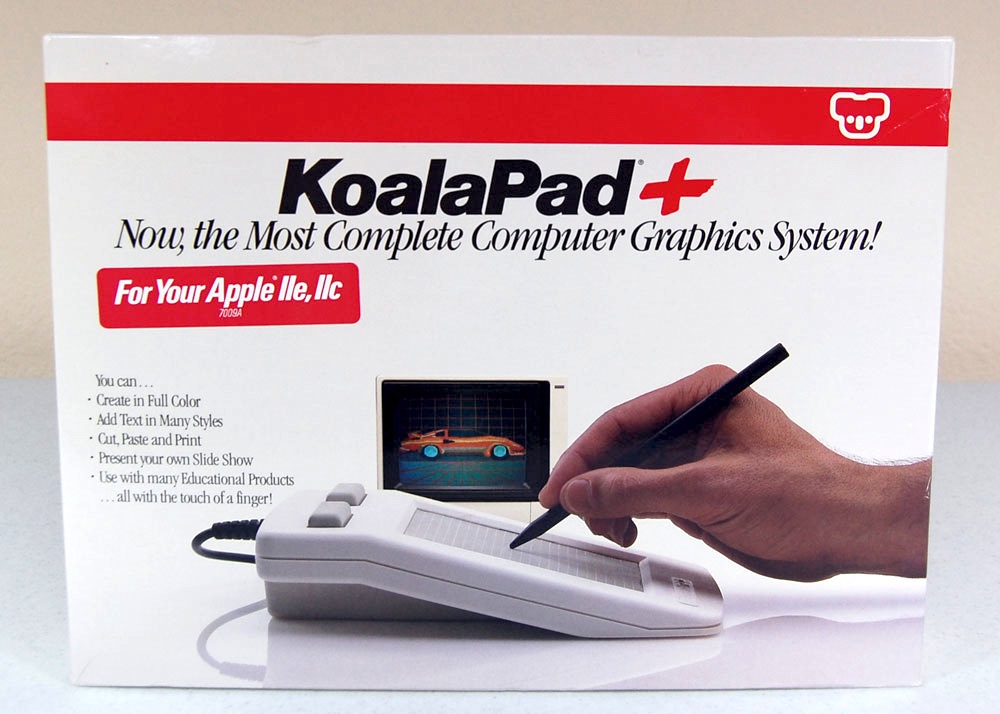 KoalaPad®+
Now, the Most Complete Computer Graphics System!
For Your Apple® IIe, IIc
7009A
You can . . .
· Create in Full Color
· Add Text in Many Styles
· Cut, Paste and Print
· Present your own Slide Show
· Use with many Educational Products
. . . all with the touch of a finger!